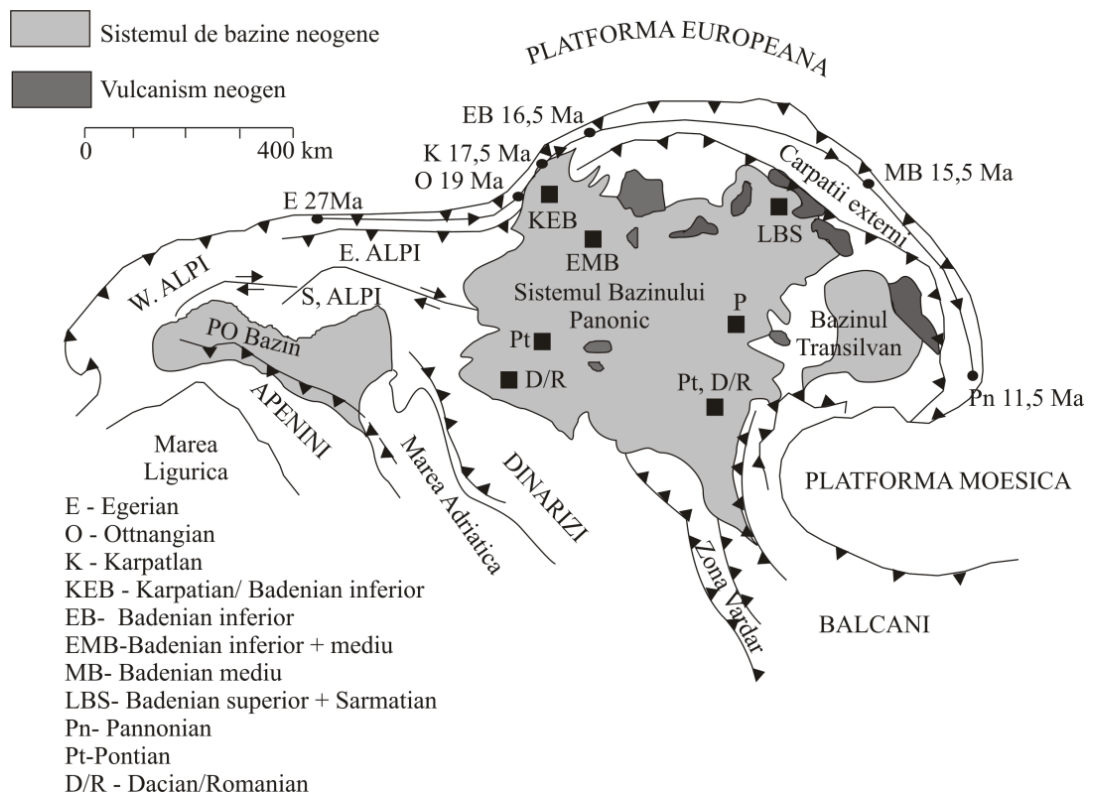 Sistemul de bazine neogene
Vulcanism neogen
0 400 km
PLATFORMA EUROPEANA
EB 16,5 Ma
K 17,5 Ma
O 19 Ma
E 27Ma
MB 15,5 Ma
Carpatii externi
KEB
LBS
EMB
W. ALPI
E. ALPI
S, ALPI
Sistemul Bazinului
Panonic
P
PO Bazin
Bazinul
Transilvan
Pt
D/R
Pt, D/R
Pn 11,5 Ma
APENINI
Marea
Ligurica
Marea Adriatica
DINARIZI
PLATFORMA MOESICA
Zona Vardar
BALCANI
E - Egerian
O - Ottnangian
K - Karpatlan
KEB - Karpatian/ Badenian inferior
EB- Badenian inferior
EMB-Badenian inferior + mediu
MB- Badenian mediu
LBS- Badenian superior + Sarmatian
Pn- Pannonian
Pt-Pontian
D/R - Dacian/Romanian